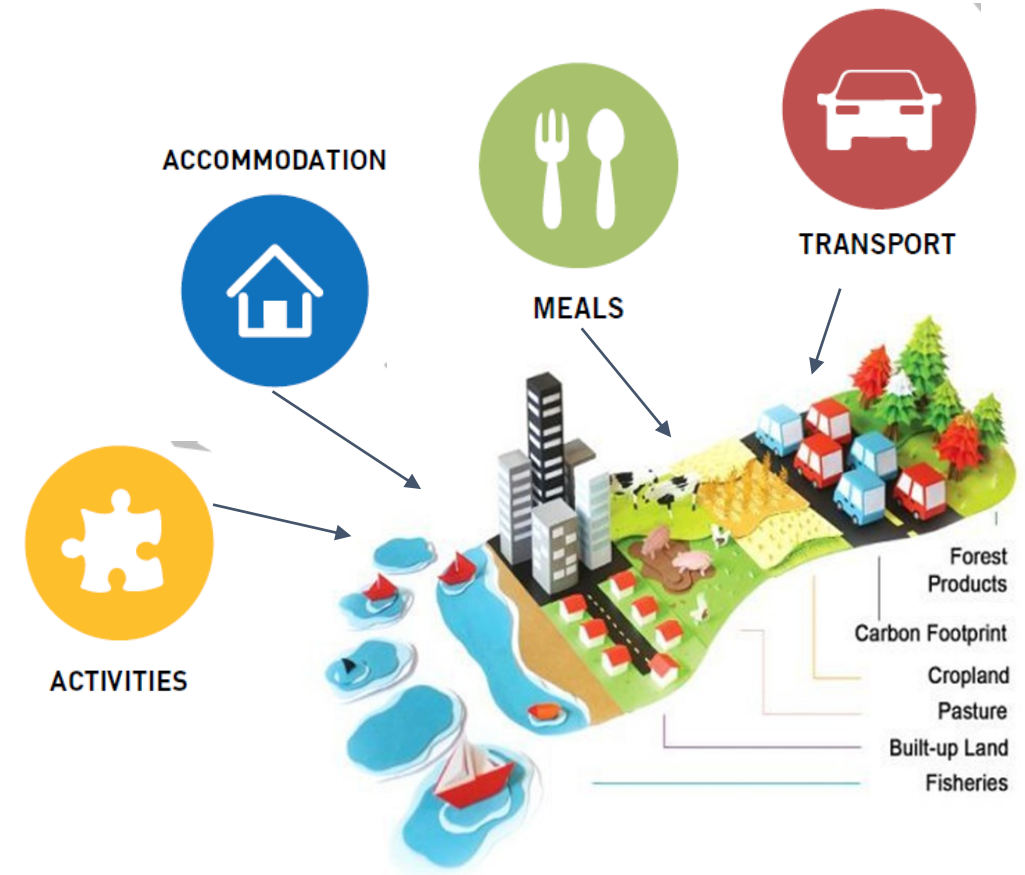 ACCOMMODATION
TRANSPORT
MEALS
ACTIVITIES
Forest
Products
Carbon Footprint
Cropland
Pasture
Built-up Land
Fisheries